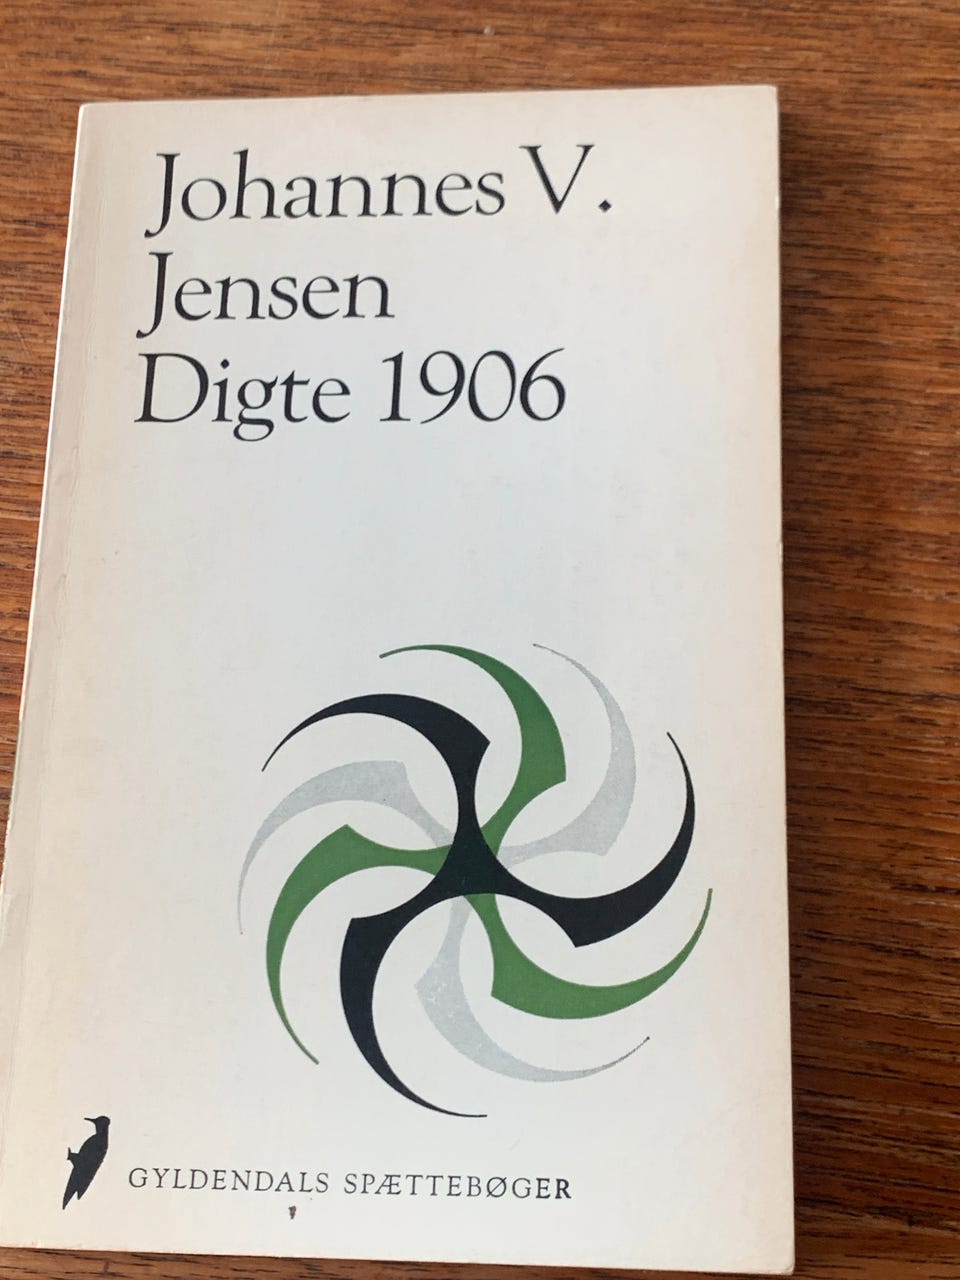 Johannes V.
Jensen
Digte 1906
GYLDENDALS SPÆTTEBØGER